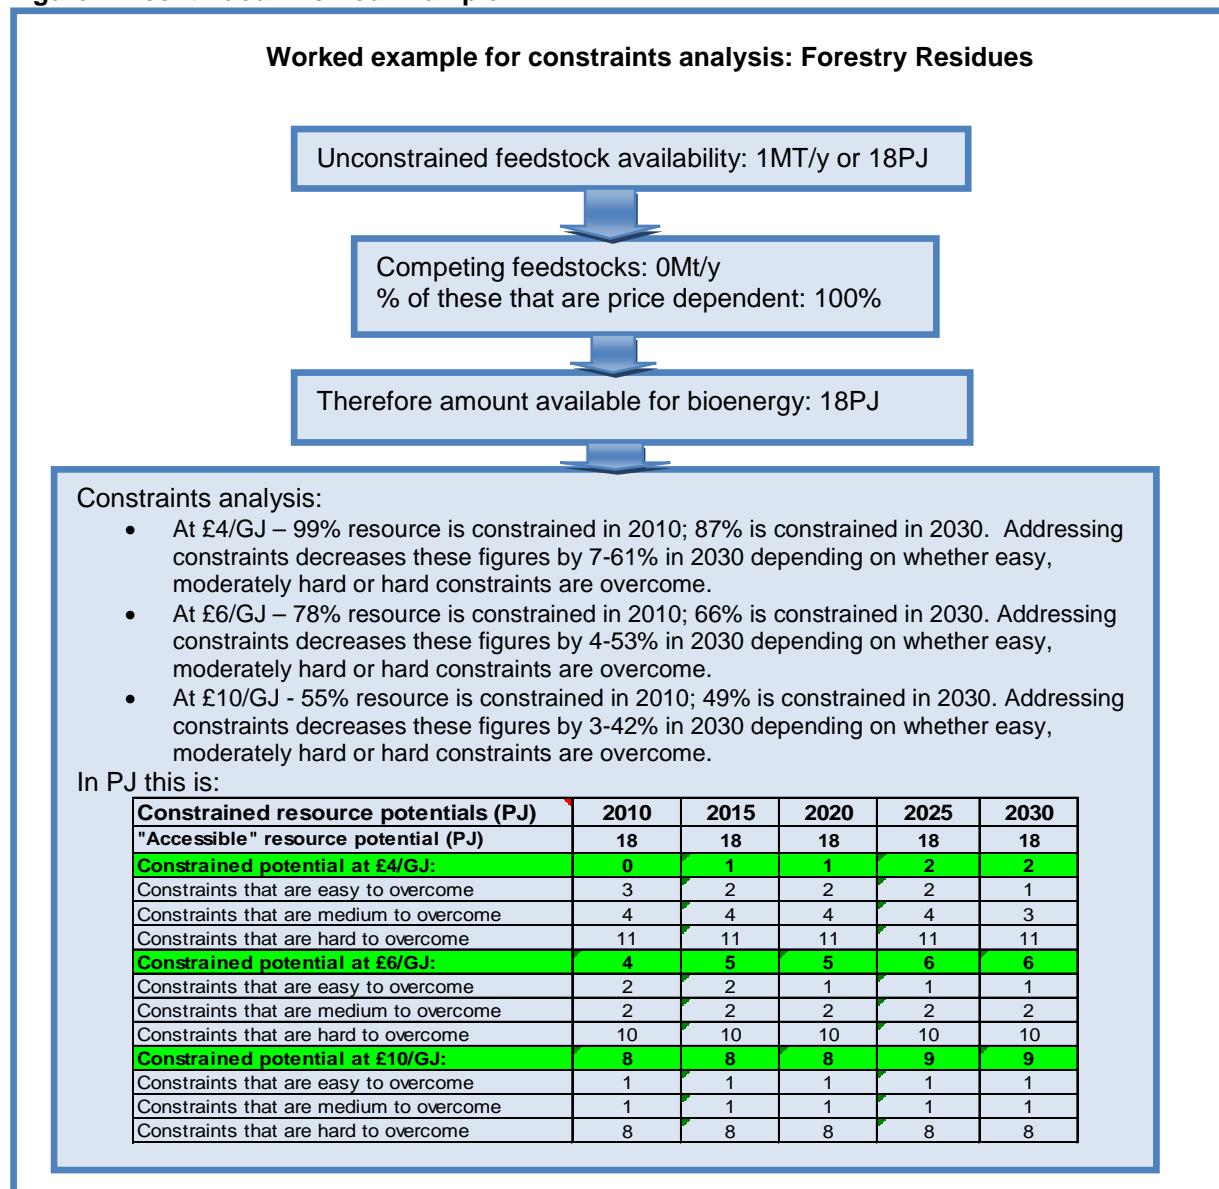 Worked example for constraints analysis: Forestry Residues
Unconstrained feedstock availability: 1MT/y or 18PJ
Competing feedstocks: 0Mt/y
% of these that are price dependent: 100%
Therefore amount available for bioenergy: 18PJ
Constraints analysis:
• At £4/GJ – 99% resource is constrained in 2010; 87% is constrained in 2030. Addressing
constraints decreases these figures by 7-61% in 2030 depending on whether easy,
moderately hard or hard constraints are overcome.
• At £6/GJ – 78% resource is constrained in 2010; 66% is constrained in 2030. Addressing
constraints decreases these figures by 4-53% in 2030 depending on whether easy,
moderately hard or hard constraints are overcome.
• At £10/GJ - 55% resource is constrained in 2010; 49% is constrained in 2030. Addressing
constraints decreases these figures by 3-42% in 2030 depending on whether easy,
moderately hard or hard constraints are overcome.
In PJ this is:
Constrained resource potentials (PJ) 2010 2015 2020 2025 2030
"Accessible" resource potential (PJ) 18 18 18 18 18
Constrained potential at £4/GJ: 0 1 1 2 2
Constraints that are easy to overcome 3 2 2 2 1
Constraints that are medium to overcome 4 4 4 4 3
Constraints that are hard to overcome 11 11 11 11 11
Constrained potential at £6/GJ: 4 5 5 6 6
Constraints that are easy to overcome 2 2 1 1 1
Constraints that are medium to overcome 2 2 2 2 2
Constraints that are hard to overcome 10 10 10 10 10
Constrained potential at £10/GJ: 8 8 8 9 9
Constraints that are easy to overcome 1 1 1 1 1
Constraints that are medium to overcome 1 1 1 1 1
Constraints that are hard to overcome 8 8 8 8 8